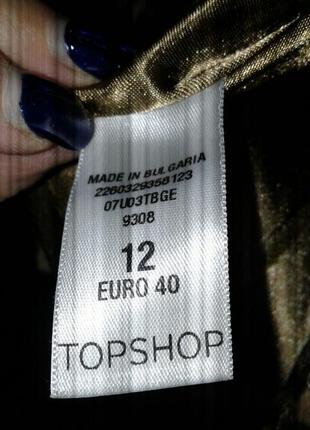 MADE IN BULGARIA
2260329358123
07U03TBGE
9308
12
EURO 40
TOPSHOP